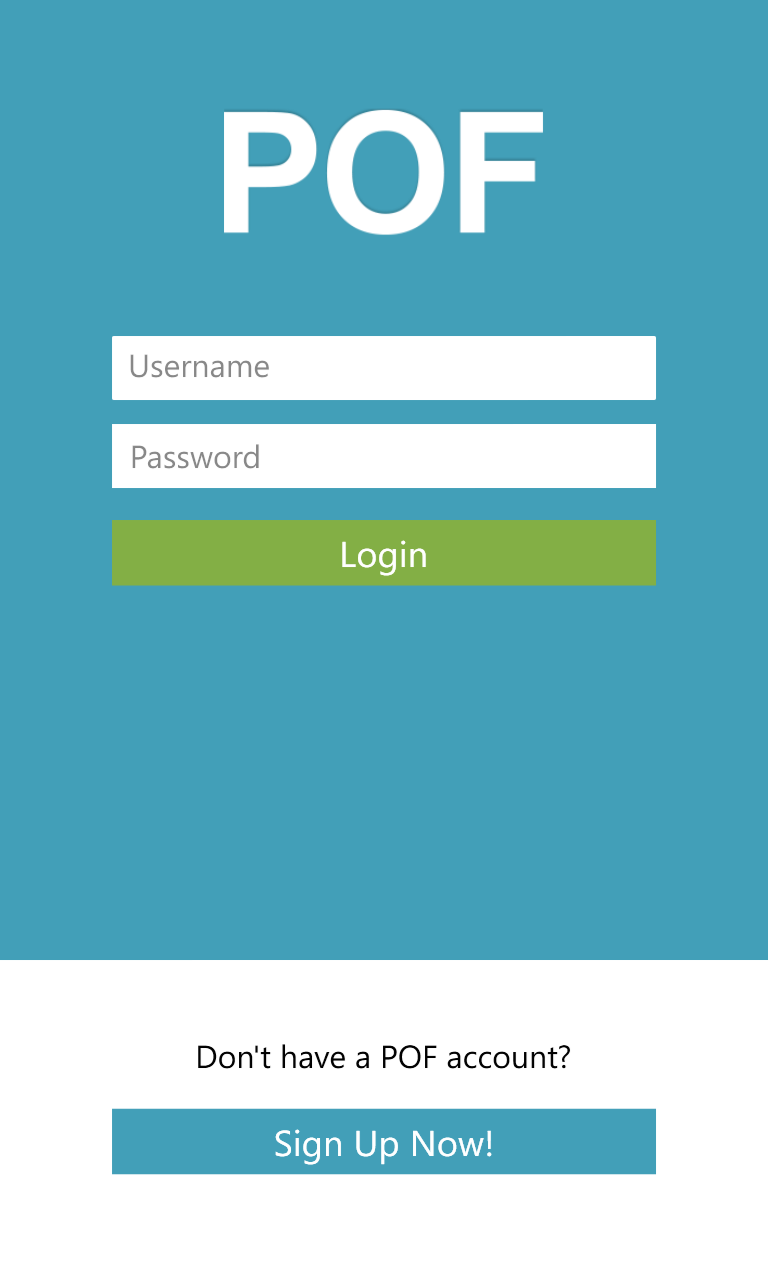 POF
Username
Password
Login
Don't have a POF account?
Sign Up Now!